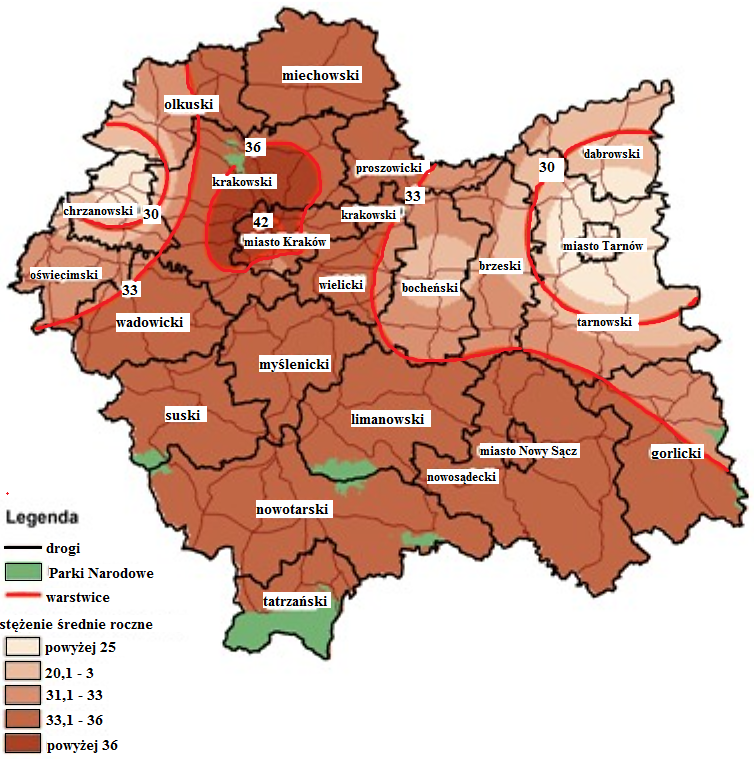 miechowski
olkuski
36
dabrowski
proszowicki
30
krakowski
33
chrzanowski
30
krakowski
42
miasto Kraków
miasto Tarnów
brzeski
oświecimski
wielicki
bocheński
33
wadowicki
tarnowski
myślenicki
suski
limanowski
miasto Nowy Sącz
gorlicki
nowosądecki
nowotarski
tatrzański
Legenda
drogi
Parki Narodowe
warstwice
stężenie średnie roczne
powyżej 25
20,1 - 3
31,1 - 33
33,1 - 36
powyżej 36